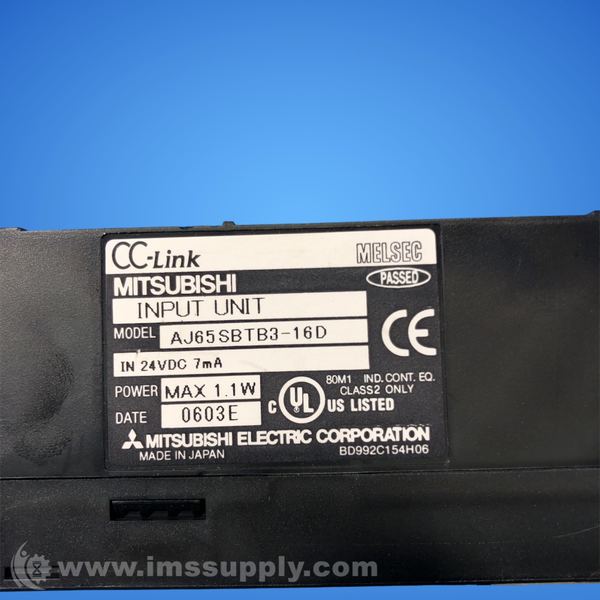 CC-Link MELSEC
MITSUBISHI PASSED
INPUT UNIT
MODEL AJ65SBTB3-16D
CE
IN 24VDC 7mA
POWER MAX 1.1W
DATE 0603E
C UL US LISTED
80M1 IND. CONT. EQ.
CLASS2 ONLY
MITSUBISHI ELECTRIC CORPORATION
MADE IN JAPAN BD992C154H06
www.imssupply.com